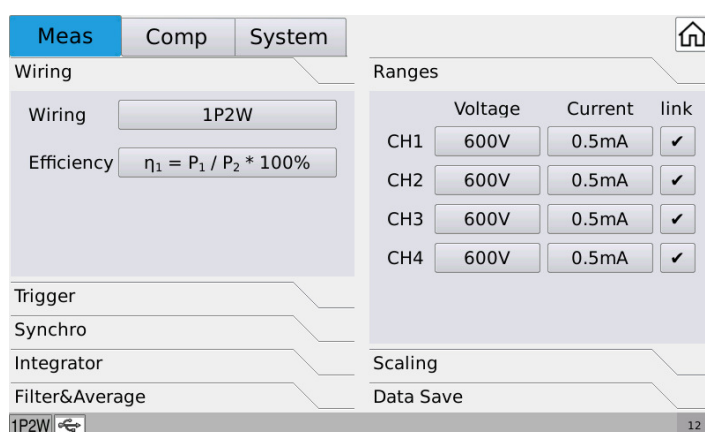 Meas Comp System
Wiring
Wiring 1P2W
Efficiency η₁ = P₁ / P₂ * 100%
Trigger
Synchro
Integrator
Filter&Average
Ranges
Voltage Current link
CH1 600V 0.5mA ✔
CH2 600V 0.5mA ✔
CH3 600V 0.5mA ✔
CH4 600V 0.5mA ✔
Scaling
Data Save
1P2W 12